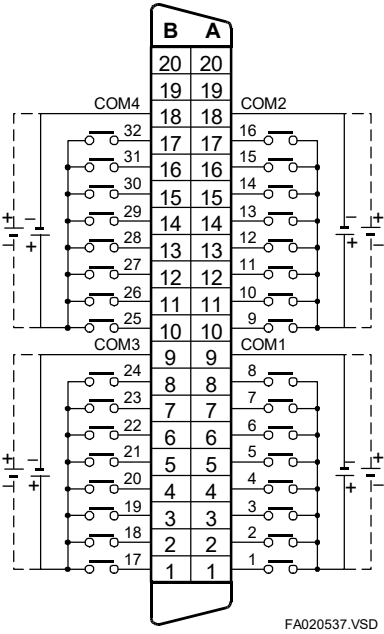 B A
20 20
19 19
COM4 18 18 COM2
32 17 17 16
31 16 16 15
30 15 15 14
+ − 29 14 14 13 − +
− + 28 13 13 12 + −
27 12 12 11
26 11 11 10
25 10 10 9
COM3 9 9 COM1
24 8 8 8
23 7 7 7
22 6 6 6
+ − 21 5 5 5 − +
− + 20 4 4 4 + −
19 3 3 3
18 2 2 2
17 1 1 1
FA020537.VSD